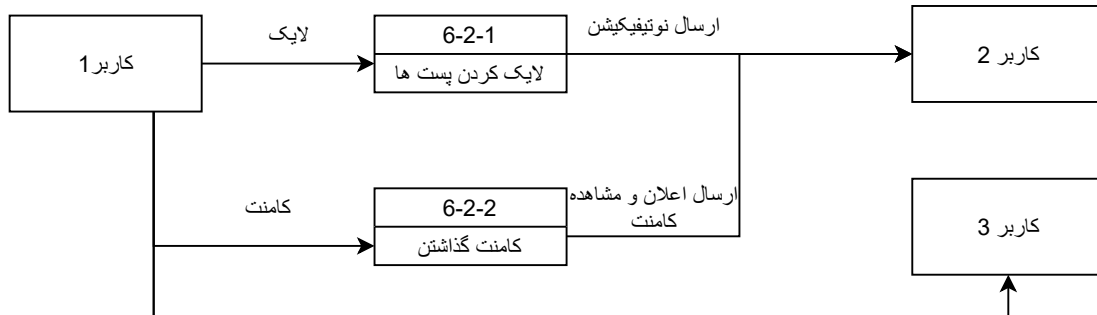 کاربر1
لایک
6-2-1
لایک کردن پست ها
ارسال نوتیفیکیشن
کاربر 2
کامنت
6-2-2
کامنت گذاشتن
ارسال اعلان و مشاهده
کامنت
کاربر 3